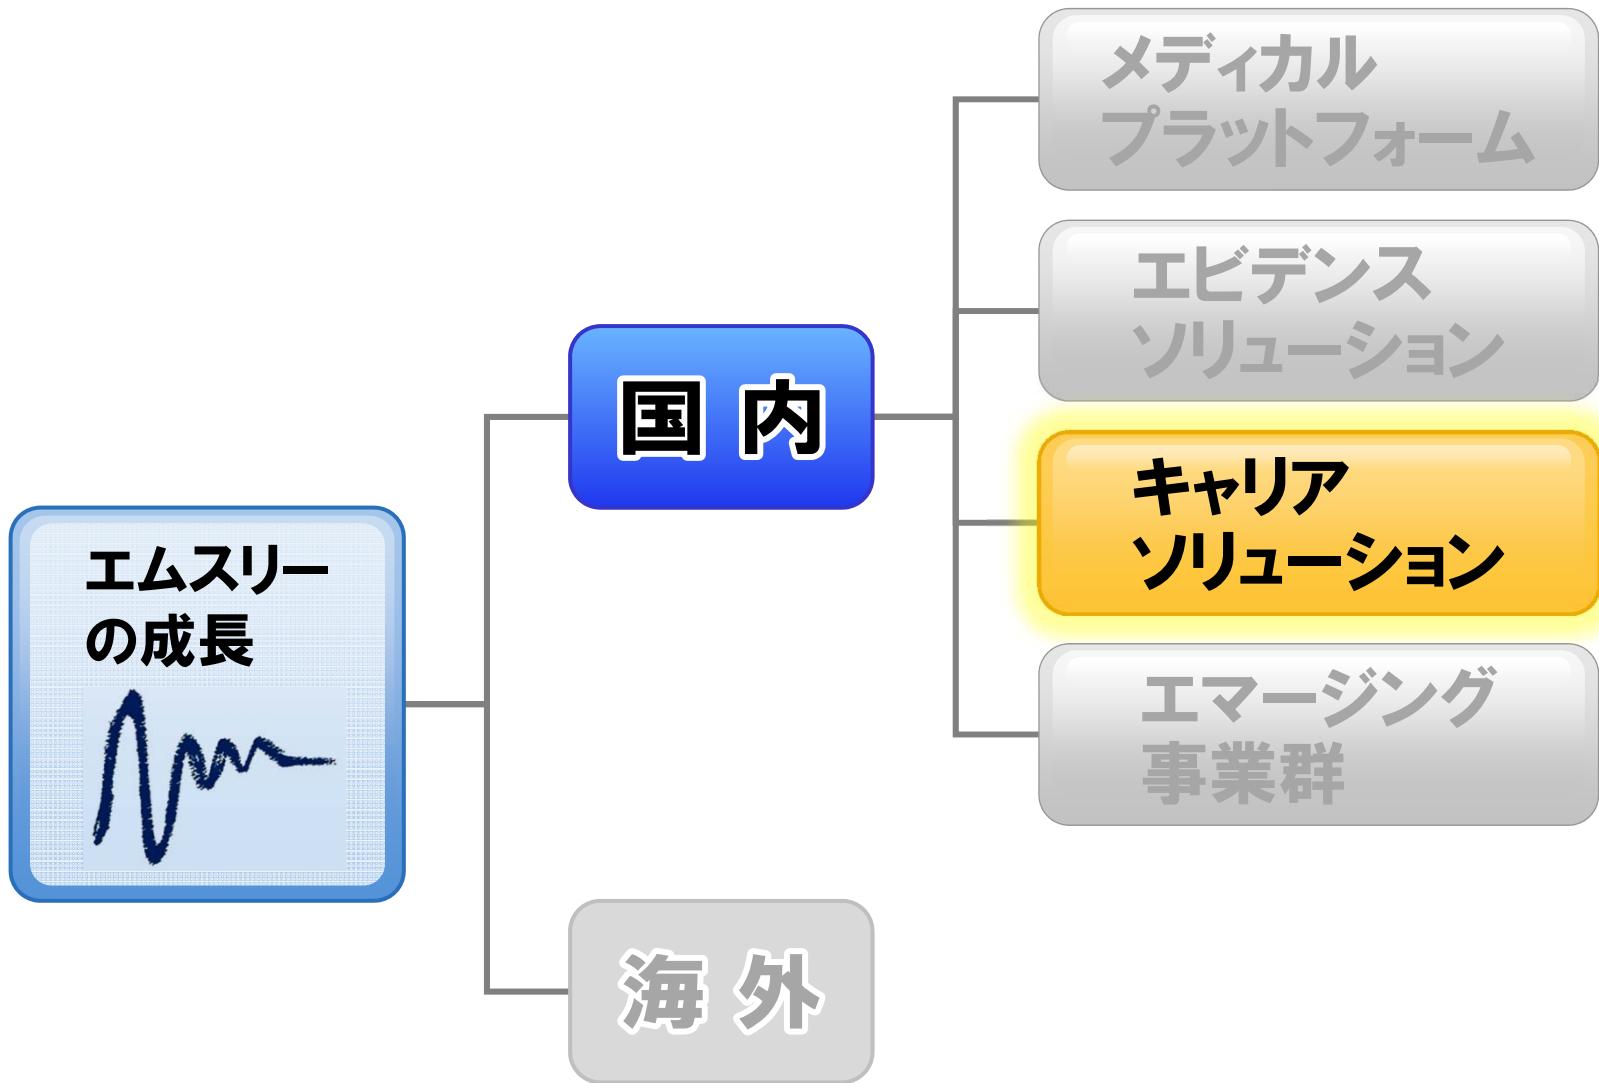 エムスリー
の成長
国内
海外
メディカル
プラットフォーム
エビデンス
ソリューション
キャリア
ソリューション
エマージング
事業群